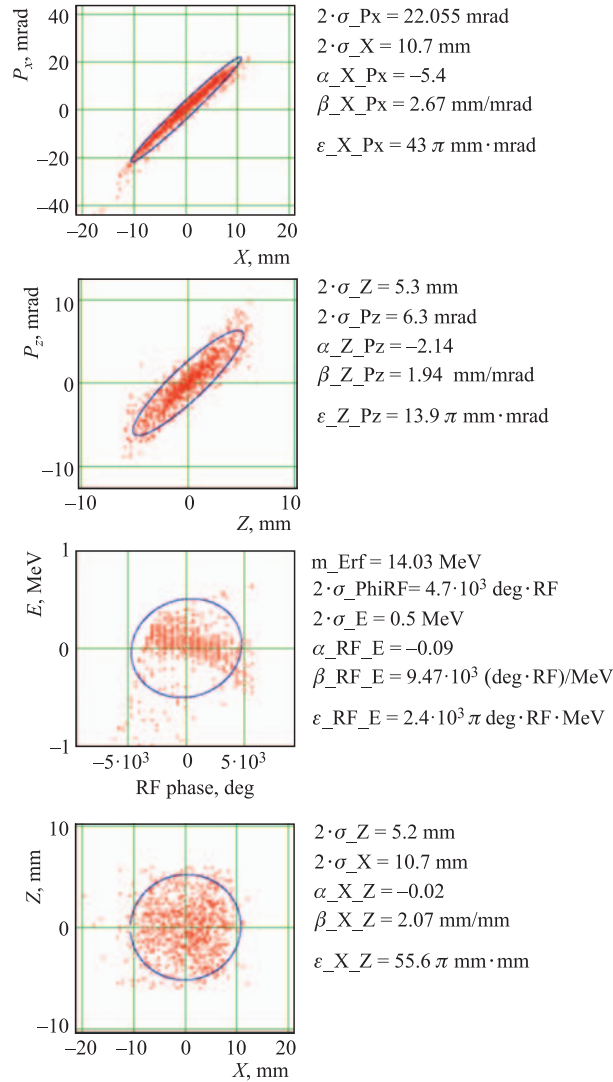 40
20
0
–20
–40
P_x, mrad
–20 –10 0 10 20
X, mm
2·σ_Px = 22.055 mrad
2·σ_X = 10.7 mm
α_X_Px = –5.4
β_X_Px = 2.67 mm/mrad
ε_X_Px = 43 π mm·mrad
10
0
–10
P_z, mrad
–10 0 10
Z, mm
2·σ_Z = 5.3 mm
2·σ_Pz = 6.3 mrad
α_Z_Pz = –2.14
β_Z_Pz = 1.94 mm/mrad
ε_Z_Pz = 13.9 π mm·mrad
1
0
–1
E, MeV
–5·10³ 0 5·10³
RF phase, deg
m_Erf = 14.03 MeV
2·σ_PhiRF= 4.7·10³ deg·RF
2·σ_E = 0.5 MeV
α_RF_E = –0.09
β_RF_E = 9.47·10³ (deg·RF)/MeV
ε_RF_E = 2.4·10³ π deg·RF·MeV
10
0
–10
Z, mm
–20 –10 0 10 20
X, mm
2·σ_Z = 5.2 mm
2·σ_X = 10.7 mm
α_X_Z = –0.02
β_X_Z = 2.07 mm/mm
ε_X_Z = 55.6 π mm·mm